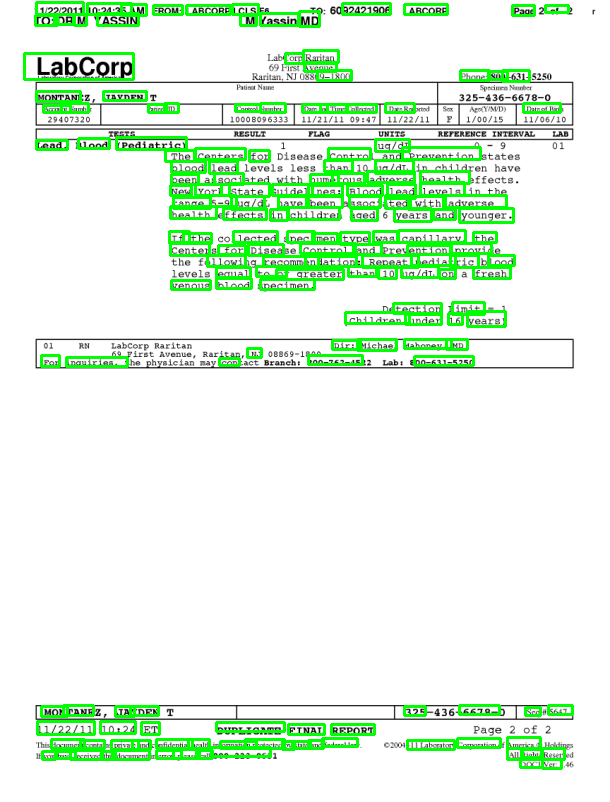 11/22/2011 10:24:35 AM FROM: LABCORP LCLS TO: 6092421906 LABCORP Page 2 of 2
TO: DR M YASSIN M Yassin MD
LabCorp
LabCorp Raritan
69 First Avenue
Raritan, NJ 08869-1800
Phone: 800-631-5250
Patient Name
Specimen Number
MONTANEZ, JAYDEN T
325-436-6678-0
Account Number Patient ID Control Number Date and Time Collected Date Reported Sex Age(Y/M/D) Date of Birth
29407320 10008096333 11/21/11 09:47 11/22/11 F 1/00/15 11/06/10
TESTS RESULT FLAG UNITS REFERENCE INTERVAL LAB
Lead, Blood (Pediatric) 1 ug/dL 0 - 9 01
The Centers for Disease Control and Prevention states
blood lead levels less than 10 ug/dL in children have
been associated with numerous adverse health effects.
New York State Guidelines: Blood lead levels in the
range 5-9 ug/dL have been associated with adverse
health effects in children aged 6 years and younger.
If the collected specimen type was capillary, the
Centers for Disease Control and Prevention provide
the following recommendation: Repeat pediatric blood
levels equal to or greater than 10 ug/dL on a fresh
venous blood specimen.
Detection Limit = 1
(Children under 16 years)
01 RN LabCorp Raritan Dir: Michael Mahoney, MD
69 First Avenue, Raritan, NJ 08869-1800
For inquiries, the physician may contact Branch: 800-762-4522 Lab: 800-631-5250
MONTANEZ, JAYDEN T 325-436-6678-0 Seq # 5647
11/22/11 10:24 ET DUPLICATE FINAL REPORT Page 2 of 2
This document contains private and confidential health information protected by state and federal law. ©2004-11 Laboratory Corporation of America ® Holdings
If you have received this document in error, please call All Rights Reserved
DOC1 Ver: 1.46